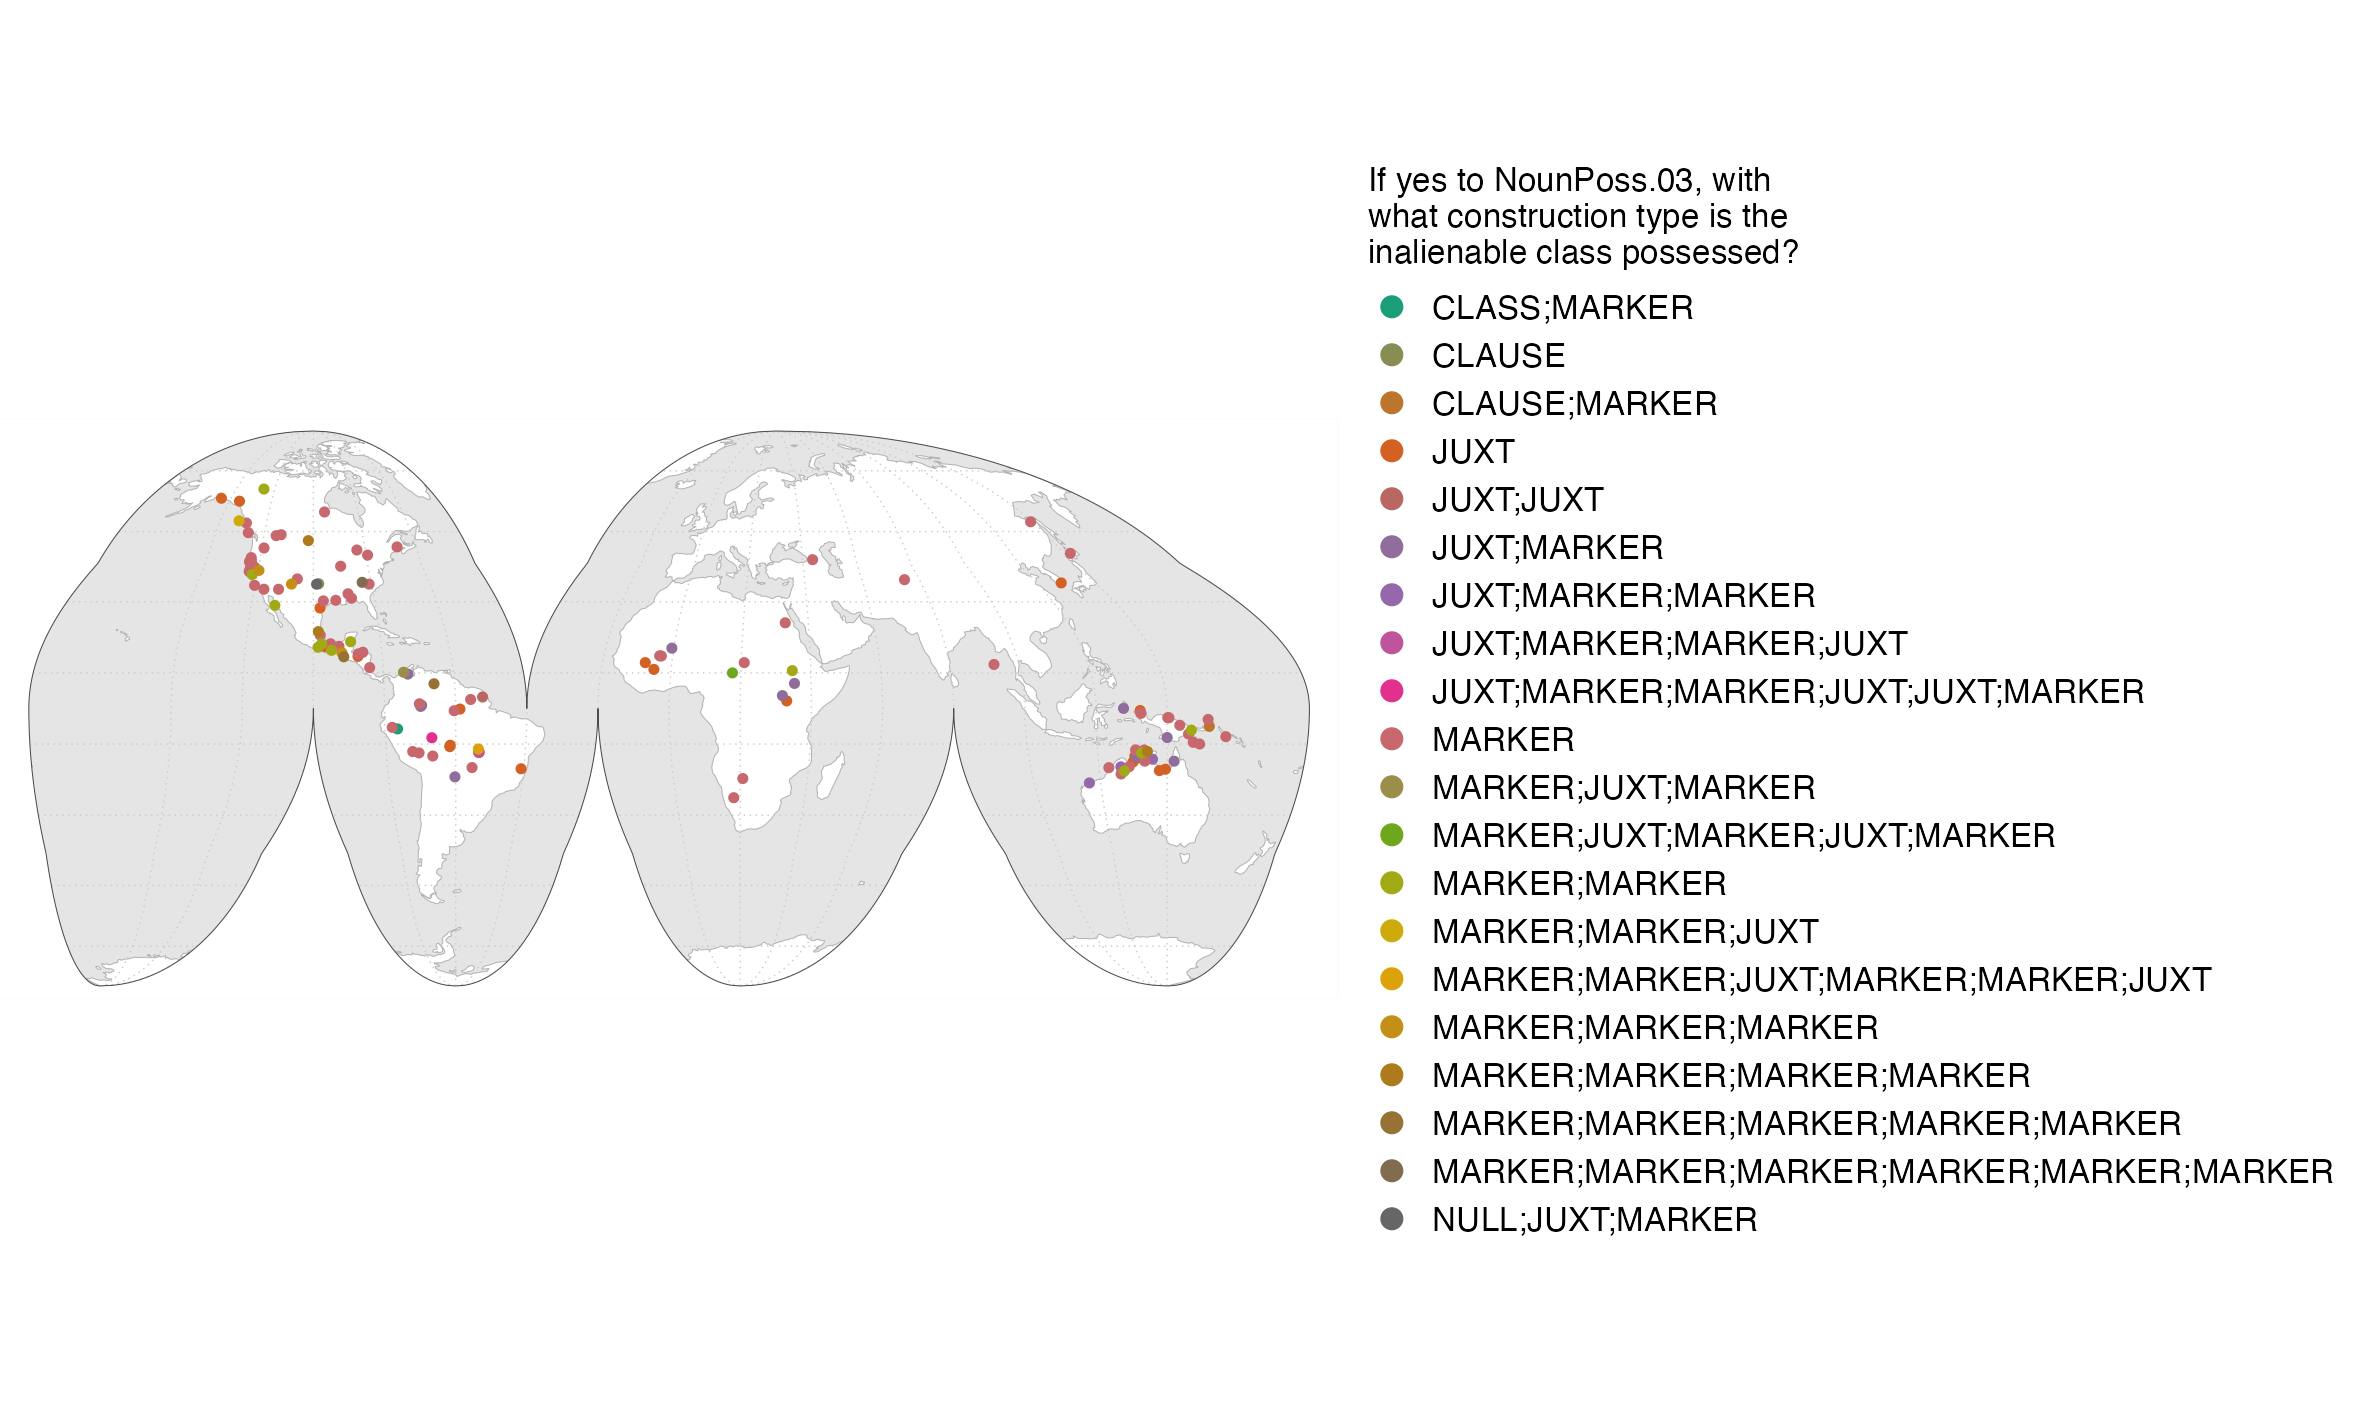 If yes to NounPoss.03, with
what construction type is the
inalienable class possessed?
CLASS;MARKER
CLAUSE
CLAUSE;MARKER
JUXT
JUXT;JUXT
JUXT;MARKER
JUXT;MARKER;MARKER
JUXT;MARKER;MARKER;JUXT
JUXT;MARKER;MARKER;JUXT;JUXT;MARKER
MARKER
MARKER;JUXT;MARKER
MARKER;JUXT;MARKER;JUXT;MARKER
MARKER;MARKER
MARKER;MARKER;JUXT
MARKER;MARKER;JUXT;MARKER;MARKER;JUXT
MARKER;MARKER;MARKER
MARKER;MARKER;MARKER;MARKER
MARKER;MARKER;MARKER;MARKER;MARKER
MARKER;MARKER;MARKER;MARKER;MARKER;MARKER
NULL;JUXT;MARKER